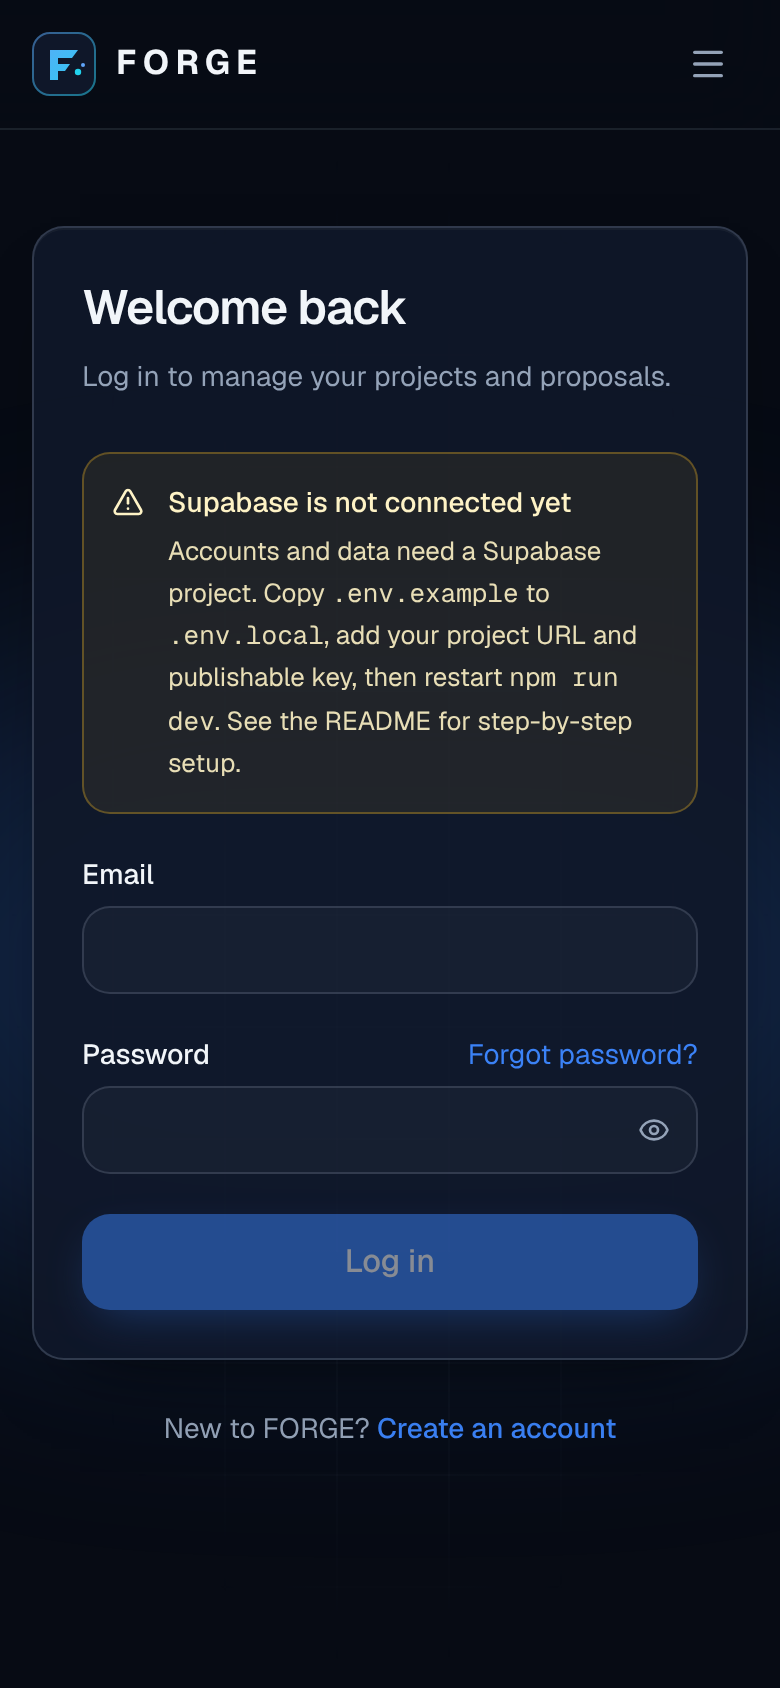 FORGE
Welcome back
Log in to manage your projects and proposals.
Supabase is not connected yet
Accounts and data need a Supabase
project. Copy .env.example to
.env.local, add your project URL and
publishable key, then restart npm run
dev. See the README for step-by-step
setup.
Email
Password Forgot password?
Log in
New to FORGE? Create an account